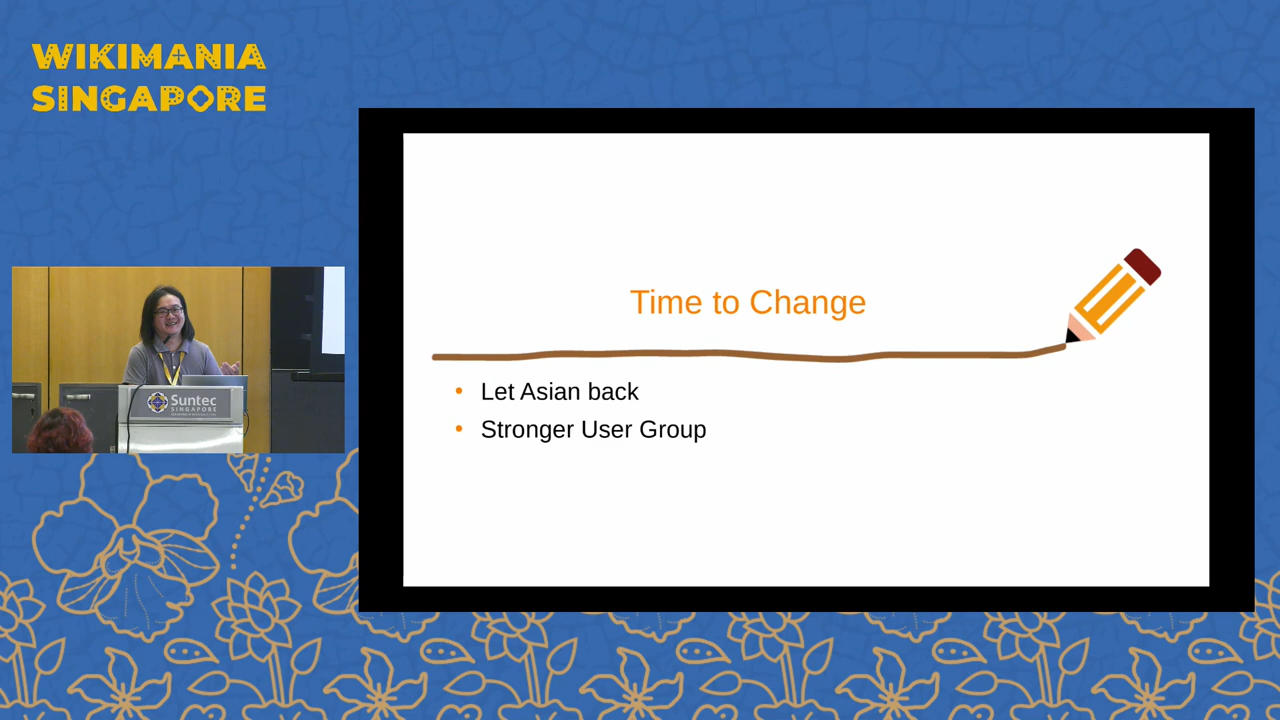 WIKIMANIA
SINGAPORE
Time to Change
Let Asian back
Stronger User Group
Suntec
SINGAPORE